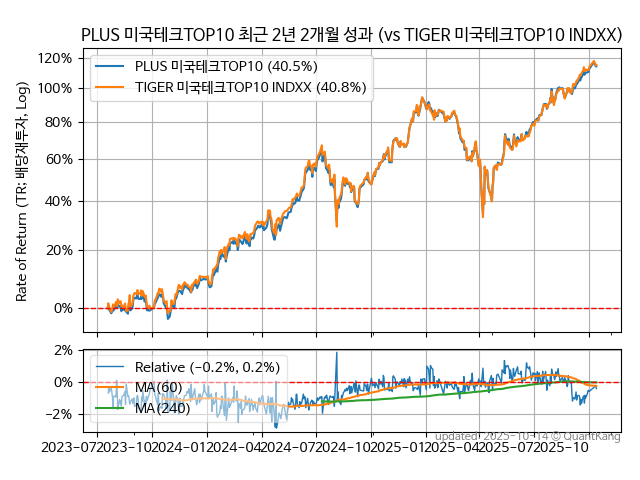 PLUS 미국테크TOP10 최근 2년 2개월 성과 (vs TIGER 미국테크TOP10 INDXX)
120%
100%
80%
60%
40%
20%
0%
Rate of Return (TR: 배당재투자, Log)
PLUS 미국테크TOP10 (40.5%)
TIGER 미국테크TOP10 INDXX (40.8%)
2%
0%
−2%
Relative (−0.2%, 0.2%)
MA(60)
MA(240)
updated: 2025-10-14 © QuantKang
2023-07 2023-10 2024-01 2024-04 2024-07 2024-10 2025-01 2025-04 2025-07 2025-10